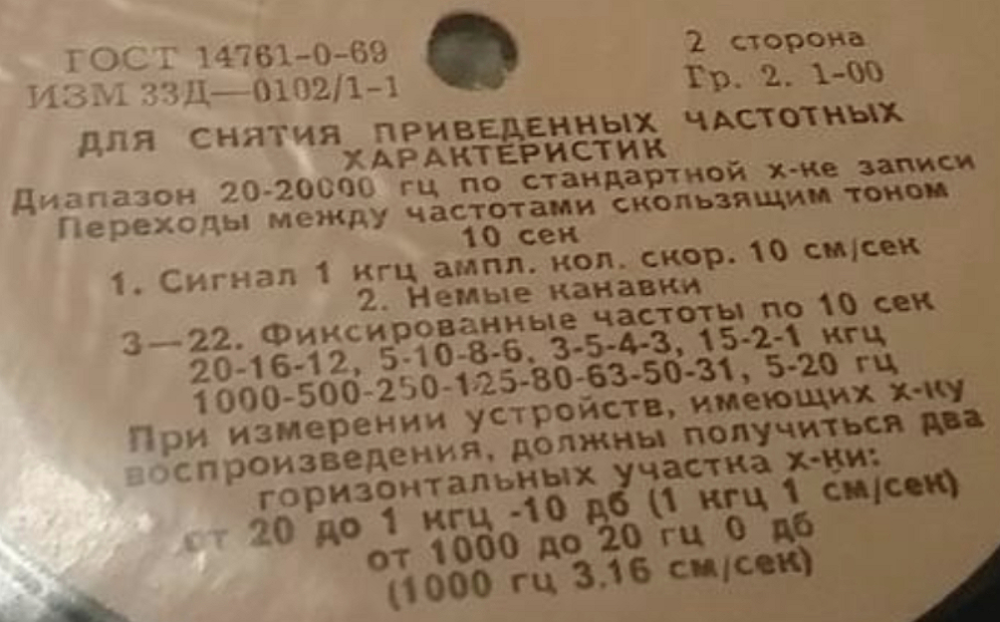 ГОСТ 14761-0-69
ИЗМ 33Д—0102/1-1
2 сторона
Гр. 2. 1-00
ДЛЯ СНЯТИЯ ПРИВЕДЕННЫХ ЧАСТОТНЫХ
ХАРАКТЕРИСТИК
Диапазон 20-20000 гц по стандартной х-ке записи
Переходы между частотами скользящим тоном
10 сек
1. Сигнал 1 кгц ампл. кол. скор. 10 см/сек
2. Немые канавки
3—22. Фиксированные частоты по 10 сек
20-16-12, 5-10-8-6. 3-5-4-3, 15-2-1 кгц
1000-500-250-125-80-63-50-31, 5-20 гц
При измерении устройств, имеющих х-ку
воспроизведения, должны получиться два
горизонтальных участка х-ки:
от 20 до 1 кгц -10 дб (1 кгц 1 см/сек)
от 1000 до 20 гц 0 дб
(1000 гц 3.16 см/сек)